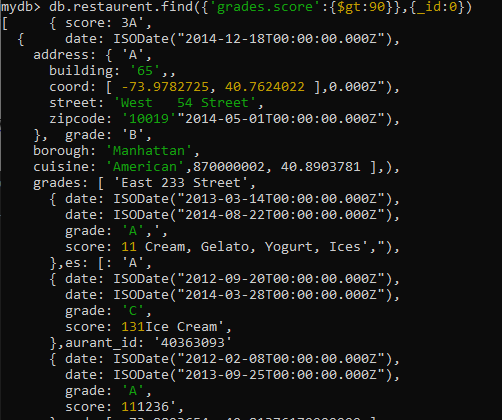 mydb> db.restaurent.find({'grades.score':{$gt:90}},{_id:0})
[     { score: 3A',
  {     date: ISODate("2014-12-18T00:00:00.000Z"),
    address: { 'A',
      building: '65',,
      coord: [ -73.9782725, 40.7624022 ],0.000Z"),
      street: 'West   54 Street',
      zipcode: '10019'"2014-05-01T00:00:00.000Z"),
    },  grade: 'B',
    borough: 'Manhattan',
    cuisine: 'American',870000002, 40.8903781 ],),
    grades: [ 'East 233 Street',
      { date: ISODate("2013-03-14T00:00:00.000Z"),
        date: ISODate("2014-08-22T00:00:00.000Z"),
        grade: 'A',',
        score: 11 Cream, Gelato, Yogurt, Ices',"),
      },es: [: 'A',
      { date: ISODate("2012-09-20T00:00:00.000Z"),
        date: ISODate("2014-03-28T00:00:00.000Z"),
        grade: 'C',
        score: 131Ice Cream',
      },aurant_id: '40363093'
      { date: ISODate("2012-02-08T00:00:00.000Z"),
        date: ISODate("2013-09-25T00:00:00.000Z"),
        grade: 'A',
        score: 111236',